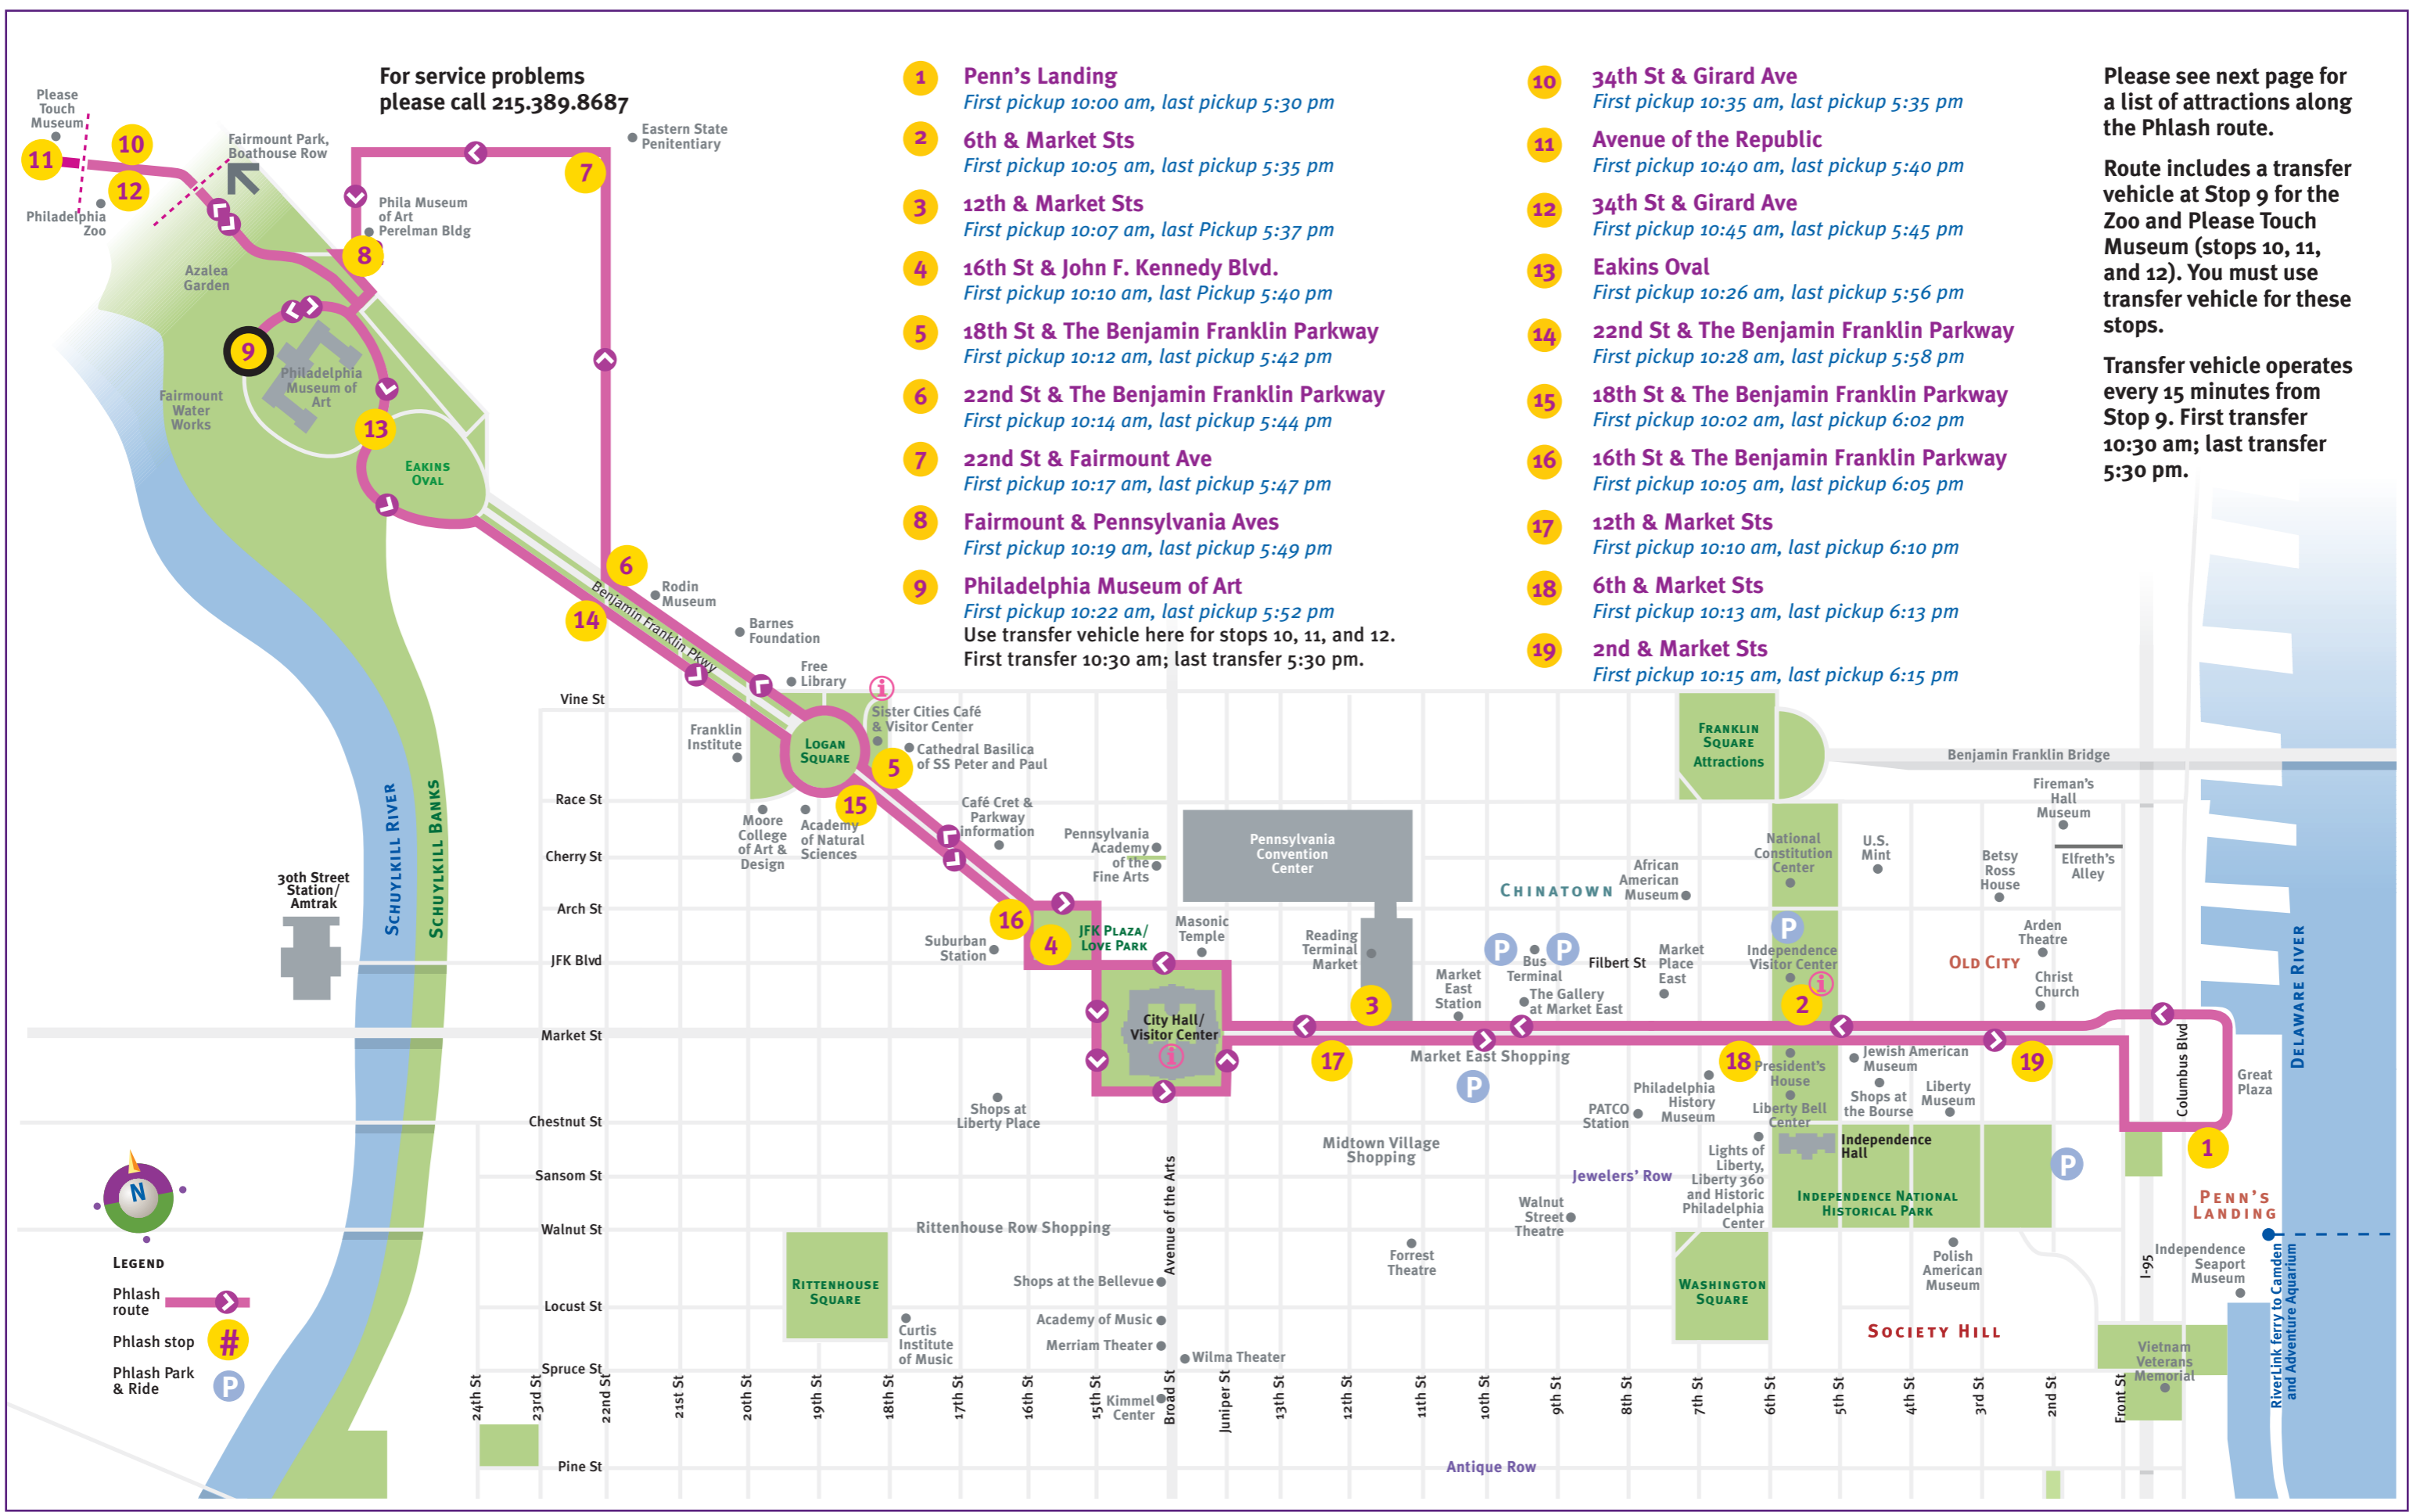 For service problems
please call 215.389.8687
1
Penn's Landing
First pickup 10:00 am, last pickup 5:30 pm
2
6th & Market Sts
First pickup 10:05 am, last pickup 5:35 pm
3
12th & Market Sts
First pickup 10:07 am, last Pickup 5:37 pm
4
16th St & John F. Kennedy Blvd.
First pickup 10:10 am, last Pickup 5:40 pm
5
18th St & The Benjamin Franklin Parkway
First pickup 10:12 am, last pickup 5:42 pm
6
22nd St & The Benjamin Franklin Parkway
First pickup 10:14 am, last pickup 5:44 pm
7
22nd St & Fairmount Ave
First pickup 10:17 am, last pickup 5:47 pm
8
Fairmount & Pennsylvania Aves
First pickup 10:19 am, last pickup 5:49 pm
9
Philadelphia Museum of Art
First pickup 10:22 am, last pickup 5:52 pm
Use transfer vehicle here for stops 10, 11, and 12.
First transfer 10:30 am; last transfer 5:30 pm.
10
34th St & Girard Ave
First pickup 10:35 am, last pickup 5:35 pm
11
Avenue of the Republic
First pickup 10:40 am, last pickup 5:40 pm
12
34th St & Girard Ave
First pickup 10:45 am, last pickup 5:45 pm
13
Eakins Oval
First pickup 10:26 am, last pickup 5:56 pm
14
22nd St & The Benjamin Franklin Parkway
First pickup 10:28 am, last pickup 5:58 pm
15
18th St & The Benjamin Franklin Parkway
First pickup 10:02 am, last pickup 6:02 pm
16
16th St & The Benjamin Franklin Parkway
First pickup 10:05 am, last pickup 6:05 pm
17
12th & Market Sts
First pickup 10:10 am, last pickup 6:10 pm
18
6th & Market Sts
First pickup 10:13 am, last pickup 6:13 pm
19
2nd & Market Sts
First pickup 10:15 am, last pickup 6:15 pm
Please see next page for
a list of attractions along
the Phlash route.
Route includes a transfer
vehicle at Stop 9 for the
Zoo and Please Touch
Museum (stops 10, 11,
and 12). You must use
transfer vehicle for these
stops.
Transfer vehicle operates
every 15 minutes from
Stop 9. First transfer
10:30 am; last transfer
5:30 pm.
Please
Touch
Museum
11
10
12
Philadelphia
Zoo
Fairmount Park,
Boathouse Row
Eastern State
Penitentiary
7
Phila Museum
of Art
Perelman Bldg
8
Azalea
Garden
9
Philadelphia
Museum of
Art
Fairmount
Water
Works
13
EAKINS
OVAL
6
14
Benjamin Franklin Pkwy
Rodin
Museum
Barnes
Foundation
Free
Library
i
Sister Cities Café
& Visitor Center
Cathedral Basilica
of SS Peter and Paul
Franklin
Institute
LOGAN
SQUARE
5
15
Moore
College
of Art &
Design
Academy
of Natural
Sciences
Café Cret &
Parkway
information
Pennsylvania
Academy
of the
Fine Arts
Pennsylvania
Convention
Center
16
4
JFK PLAZA/
LOVE PARK
Suburban
Station
Masonic
Temple
City Hall/
Visitor Center
i
Reading
Terminal
Market
3
17
CHINATOWN
African
American
Museum
FRANKLIN
SQUARE
Attractions
Benjamin Franklin Bridge
Fireman's
Hall
Museum
National
Constitution
Center
U.S.
Mint
Betsy
Ross
House
Elfreth's
Alley
P
P
P
Bus
Terminal
Filbert St
Market
Place
East
Market
East
Station
The Gallery
at Market East
Independence
Visitor Center
i
2
OLD CITY
Arden
Theatre
Christ
Church
Market East Shopping
P
18
19
President's
House
Liberty Bell
Center
Jewish American
Museum
Shops at
the Bourse
Liberty
Museum
Philadelphia
History
Museum
PATCO
Station
Columbus Blvd
Great
Plaza
1
DELAWARE RIVER
Shops at
Liberty Place
Midtown Village
Shopping
Jewelers' Row
Lights of
Liberty,
Liberty 360
and Historic
Philadelphia
Center
Independence
Hall
INDEPENDENCE NATIONAL
HISTORICAL PARK
P
PENN'S
LANDING
Walnut
Street
Theatre
Forrest
Theatre
Rittenhouse Row Shopping
Avenue of the Arts
RITTENHOUSE
SQUARE
Shops at the Bellevue
Academy of Music
Merriam Theater
Wilma Theater
Kimmel
Center
Curtis
Institute
of Music
WASHINGTON
SQUARE
Polish
American
Museum
SOCIETY HILL
I-95
Independence
Seaport
Museum
RiverLink ferry to Camden
and Adventure Aquarium
Vietnam
Veterans
Memorial
Antique Row
30th Street
Station/
Amtrak
SCHUYLKILL RIVER
SCHUYLKILL BANKS
Vine St
Race St
Cherry St
Arch St
JFK Blvd
Market St
Chestnut St
Sansom St
Walnut St
Locust St
Spruce St
Pine St
24th St
23rd St
22nd St
21st St
20th St
19th St
18th St
17th St
16th St
15th St
Broad St
Juniper St
13th St
12th St
11th St
10th St
9th St
8th St
7th St
6th St
5th St
4th St
3rd St
2nd St
Front St
N
LEGEND
Phlash
route
Phlash stop
#
Phlash Park
& Ride
P